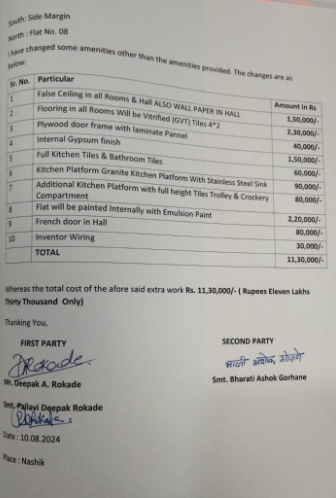 South: Side Margin
North : Flat No. 08
I have changed some amenities other than the amenities provided. The changes are as
below:
Sr. No. Particular Amount in Rs
1 False Ceiling in all Rooms & Hall ALSO WALL PAPER IN HALL 1,50,000/-
2 Flooring in all Rooms Will be Vitrified (GVT) Tiles 4*2 2,30,000/-
3 Plywood door frame with laminate Pannel 40,000/-
4 Internal Gypsum finish 1,50,000/-
5 Full Kitchen Tiles & Bathroom Tiles 60,000/-
6 Kitchen Platform Granite Kitchen Platform With Stainless Steel Sink 90,000/-
7 Additional Kitchen Platform with full height Tiles Trolley & Crockery 80,000/-
Compartment
8 Flat will be painted Internally with Emulsion Paint 2,20,000/-
9 French door in Hall 80,000/-
10 Inventor Wiring 30,000/-
TOTAL 11,30,000/-
Whereas the total cost of the afore said extra work Rs. 11,30,000/- ( Rupees Eleven Lakhs
Thirty Thousand Only)
Thanking You,
FIRST PARTY SECOND PARTY
DRokade. भारती अशोक गोरहाणे
Mr. Deepak A. Rokade Smt. Bharati Ashok Gorhane
Smt. Pallavi Deepak Rokade
Date : 10.08.2024
Place : Nashik